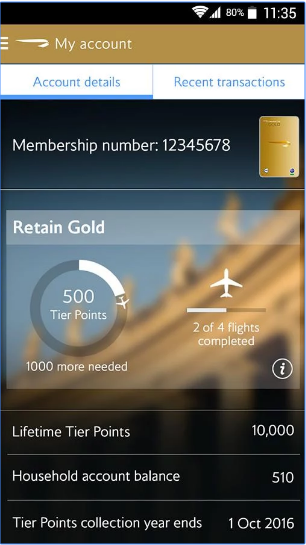 80% 11:35
My account
Account details Recent transactions
Membership number: 12345678
Retain Gold
500
Tier Points
1000 more needed
2 of 4 flights
completed
Lifetime Tier Points 10,000
Household account balance 510
Tier Points collection year ends 1 Oct 2016